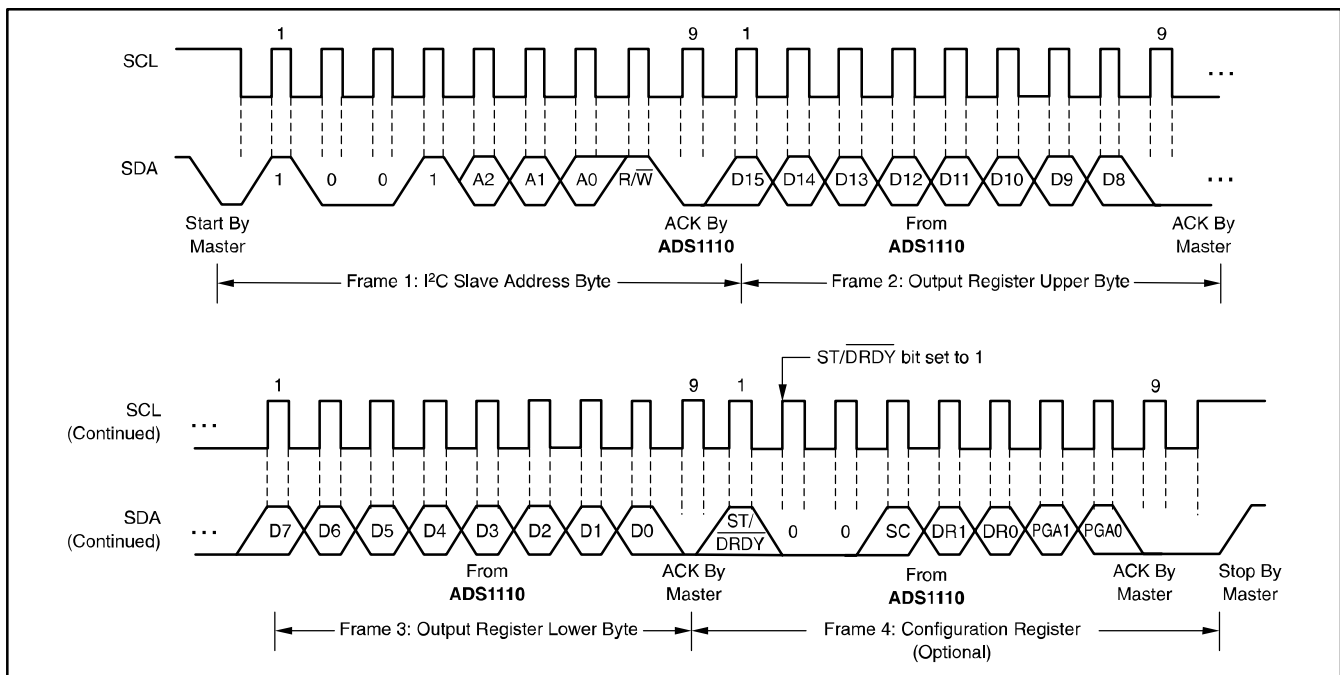 1 9 1 9
SCL ...
SDA 1 0 0 1 A2 A1 A0 R/W̅ D15 D14 D13 D12 D11 D10 D9 D8 ...
Start By Master
ACK By ADS1110
From ADS1110
ACK By Master
Frame 1: I²C Slave Address Byte
Frame 2: Output Register Upper Byte
ST/D̅R̅D̅Y̅ bit set to 1
1 9 1 9
SCL (Continued) ...
SDA (Continued) ... D7 D6 D5 D4 D3 D2 D1 D0 ST/D̅R̅D̅Y̅ 0 0 SC DR1 DR0 PGA1 PGA0
From ADS1110
ACK By Master
From ADS1110
ACK By Master
Stop By Master
Frame 3: Output Register Lower Byte
Frame 4: Configuration Register
(Optional)